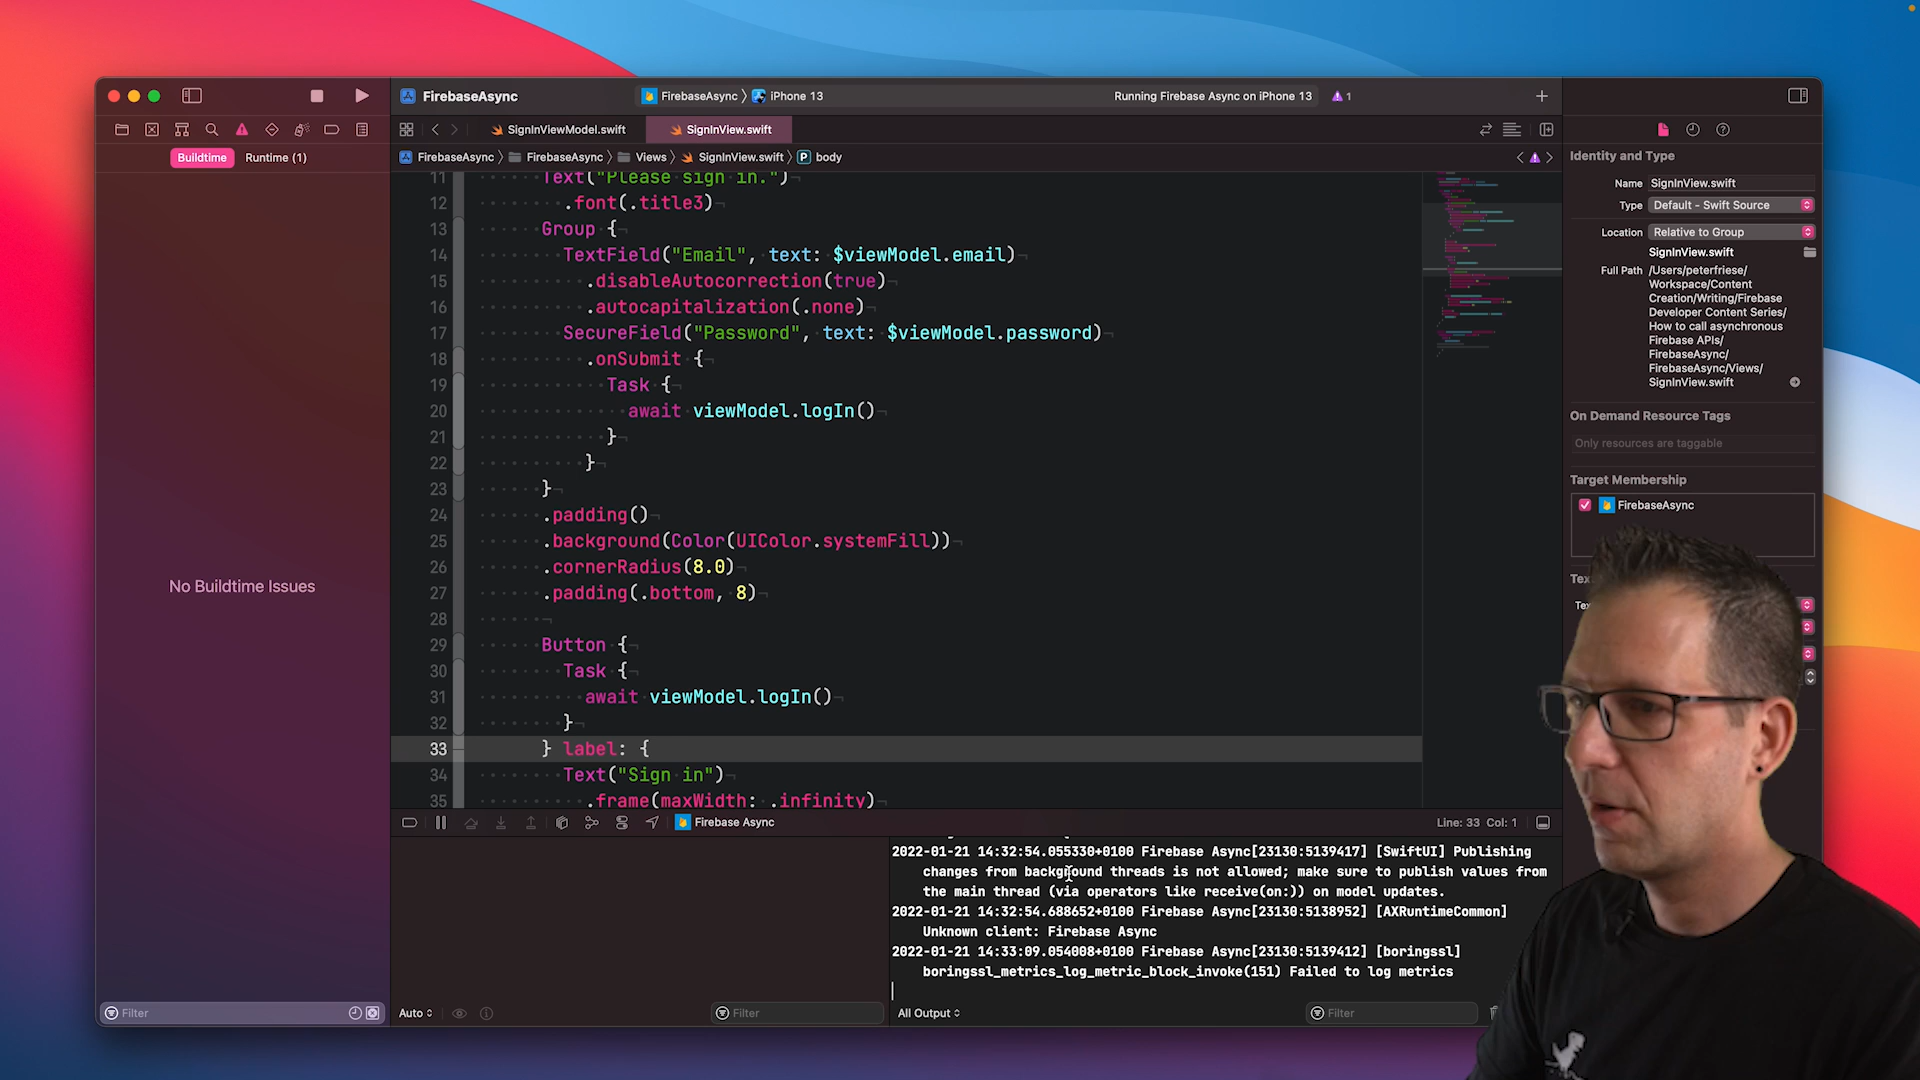 FirebaseAsync
FirebaseAsync
iPhone 13
Running Firebase Async on iPhone 13
1
SignInViewModel.swift
SignInView.swift
Buildtime
Runtime (1)
FirebaseAsync
FirebaseAsync
Views
SignInView.swift
P
body
11 Text("Please sign in.")
12 .font(.title3)
13 Group {
14 TextField("Email", text: $viewModel.email)
15 .disableAutocorrection(true)
16 .autocapitalization(.none)
17 SecureField("Password", text: $viewModel.password)
18 .onSubmit {
19 Task {
20 await viewModel.logIn()
21 }
22 }
23 }
24 .padding()
25 .background(Color(UIColor.systemFill))
26 .cornerRadius(8.0)
27 .padding(.bottom, 8)
28
29 Button {
30 Task {
31 await viewModel.logIn()
32 }
33 } label: {
34 Text("Sign in")
35 .frame(maxWidth: .infinity)
No Buildtime Issues
Filter
Firebase Async
Line: 33 Col: 1
2022-01-21 14:32:54.055330+0100 Firebase Async[23130:5139417] [SwiftUI] Publishing
changes from background threads is not allowed; make sure to publish values from
the main thread (via operators like receive(on:)) on model updates.
2022-01-21 14:32:54.688652+0100 Firebase Async[23130:5138952] [AXRuntimeCommon]
Unknown client: Firebase Async
2022-01-21 14:33:09.054008+0100 Firebase Async[23130:5139412] [boringssl]
boringssl_metrics_log_metric_block_invoke(151) Failed to log metrics
Auto
Filter
All Output
Filter
Identity and Type
Name SignInView.swift
Type Default - Swift Source
Location Relative to Group
SignInView.swift
Full Path /Users/peterfriese/
Workspace/Content
Creation/Writing/Firebase
Developer Content Series/
How to call asynchronous
Firebase APIs/
FirebaseAsync/
FirebaseAsync/Views/
SignInView.swift
On Demand Resource Tags
Only resources are taggable
Target Membership
FirebaseAsync